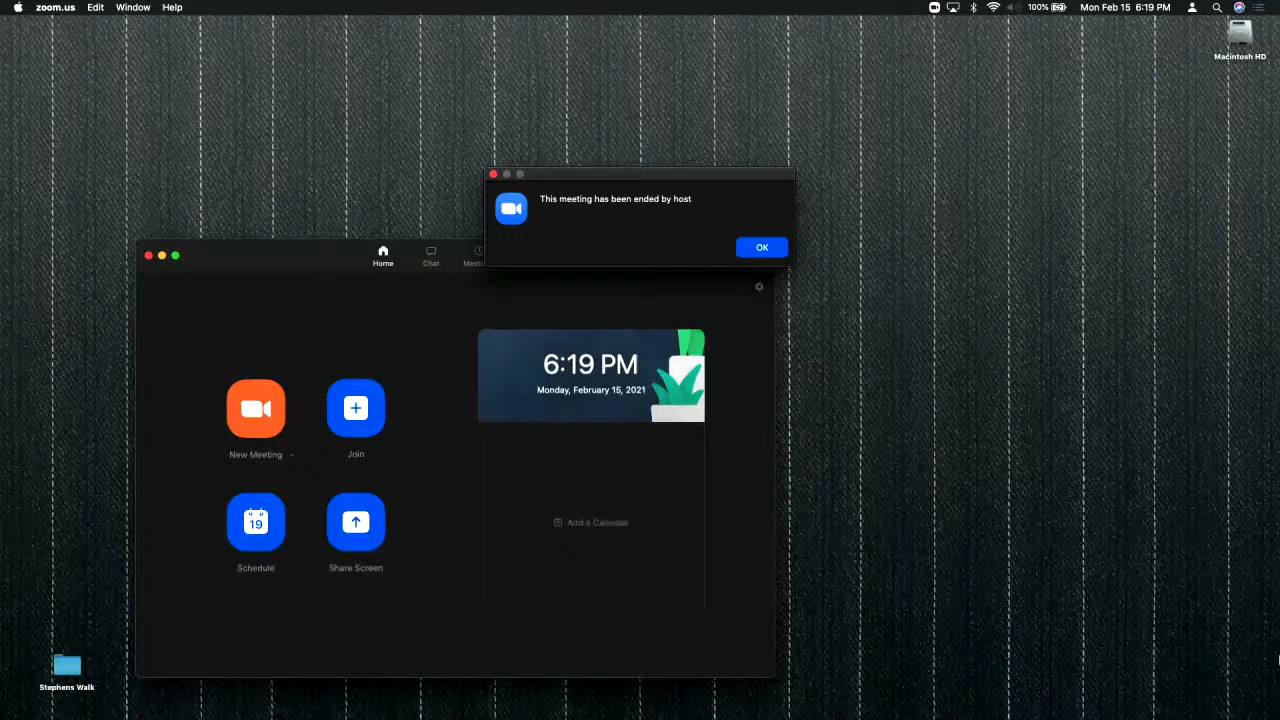 zoom.us Edit Window Help 100% Mon Feb 15 6:19 PM
Macintosh HD
This meeting has been ended by host
OK
Home Chat
6:19 PM
Monday, February 15, 2021
New Meeting
Join
Add a Calendar
19
Schedule
Share Screen
Stephens Walk